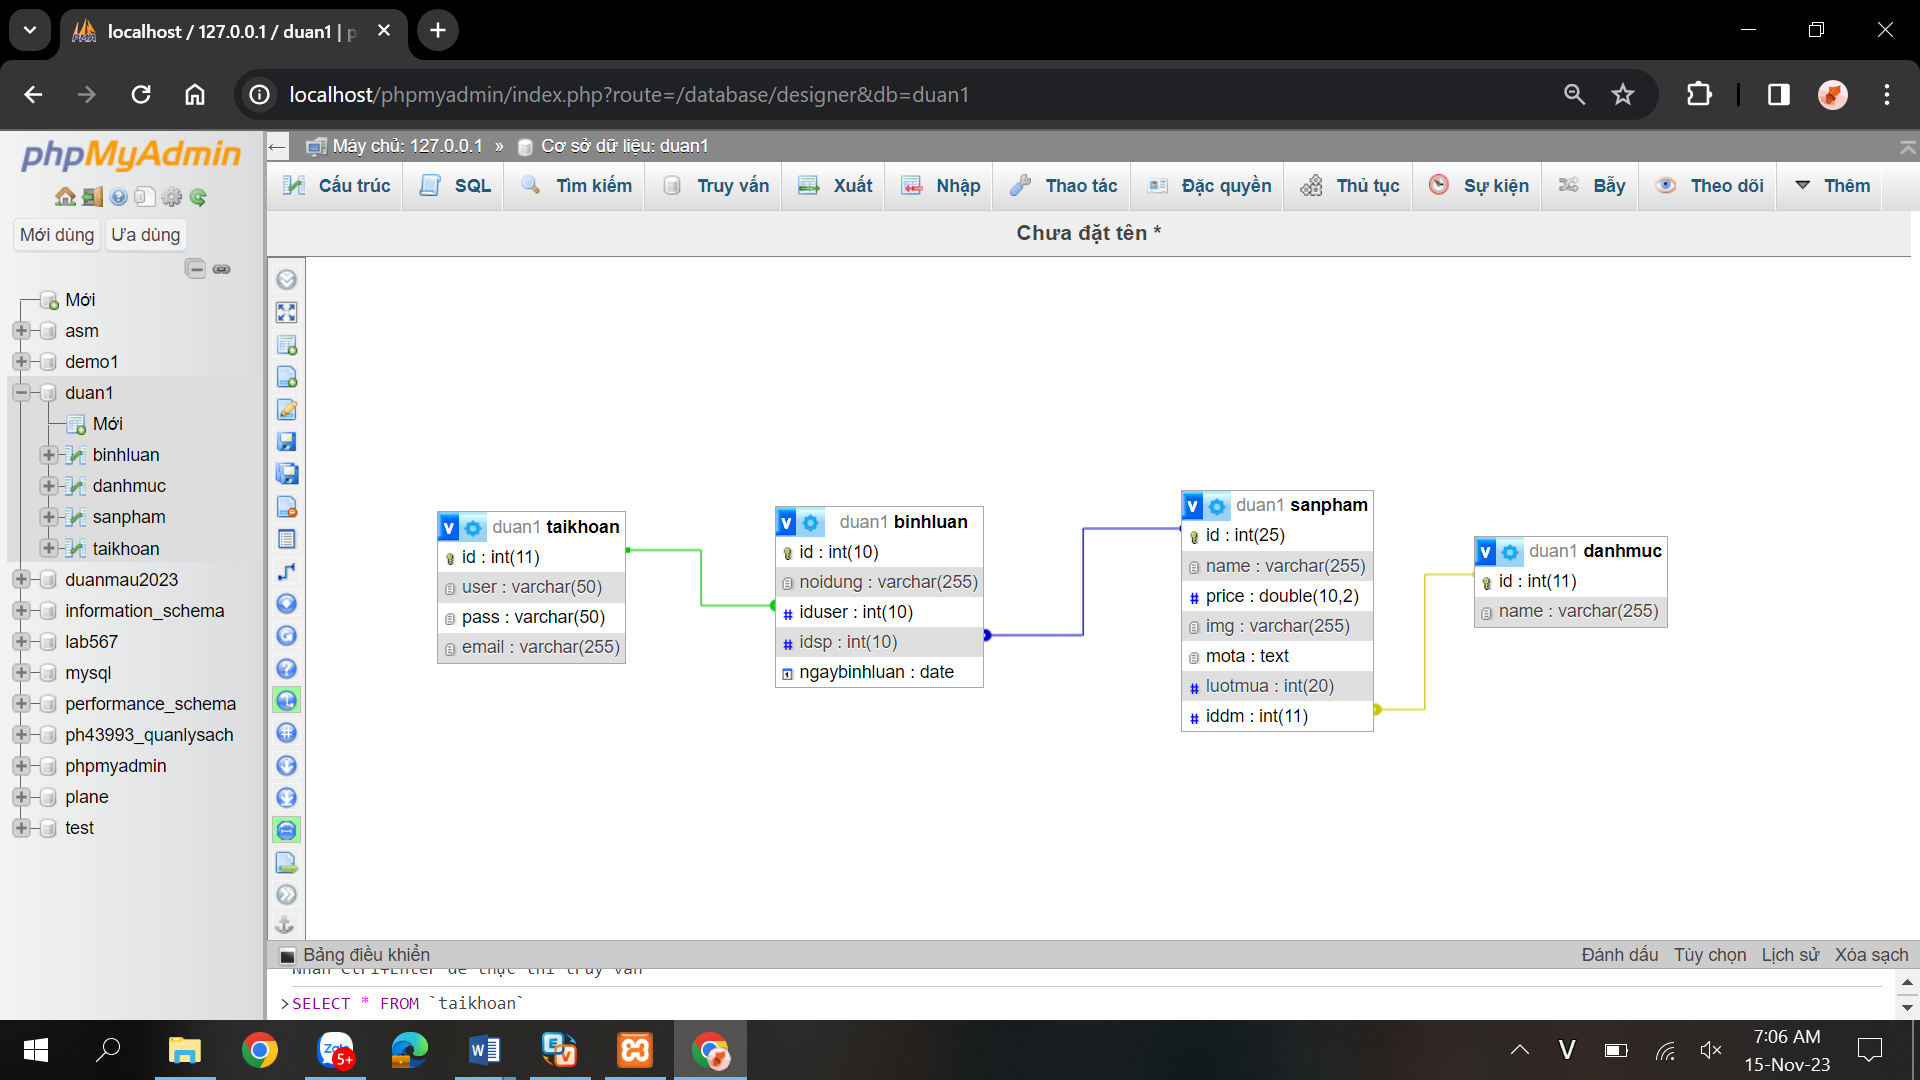 localhost / 127.0.0.1 / duan1 | p
localhost/phpmyadmin/index.php?route=/database/designer&db=duan1
phpMyAdmin
Mới dùng
Ưa dùng
Mới
asm
demo1
duan1
Mới
binhluan
danhmuc
sanpham
taikhoan
duanmau2023
information_schema
lab567
mysql
performance_schema
ph43993_quanlysach
phpmyadmin
plane
test
Máy chủ: 127.0.0.1 » Cơ sở dữ liệu: duan1
Cấu trúc
SQL
Tìm kiếm
Truy vấn
Xuất
Nhập
Thao tác
Đặc quyền
Thủ tục
Sự kiện
Bẫy
Theo dõi
Thêm
Chưa đặt tên *
v duan1 taikhoan
id : int(11)
user : varchar(50)
pass : varchar(50)
email : varchar(255)
v duan1 binhluan
id : int(10)
noidung : varchar(255)
# iduser : int(10)
# idsp : int(10)
ngaybinhluan : date
v duan1 sanpham
id : int(25)
name : varchar(255)
# price : double(10,2)
img : varchar(255)
mota : text
# luotmua : int(20)
# iddm : int(11)
v duan1 danhmuc
id : int(11)
name : varchar(255)
Bảng điều khiển
Đánh dấu Tùy chọn Lịch sử Xóa sạch
Nhấn Ctrl+Enter để thực thi truy vấn
>SELECT * FROM `taikhoan`
Zalo
5+
V
7:06 AM
15-Nov-23